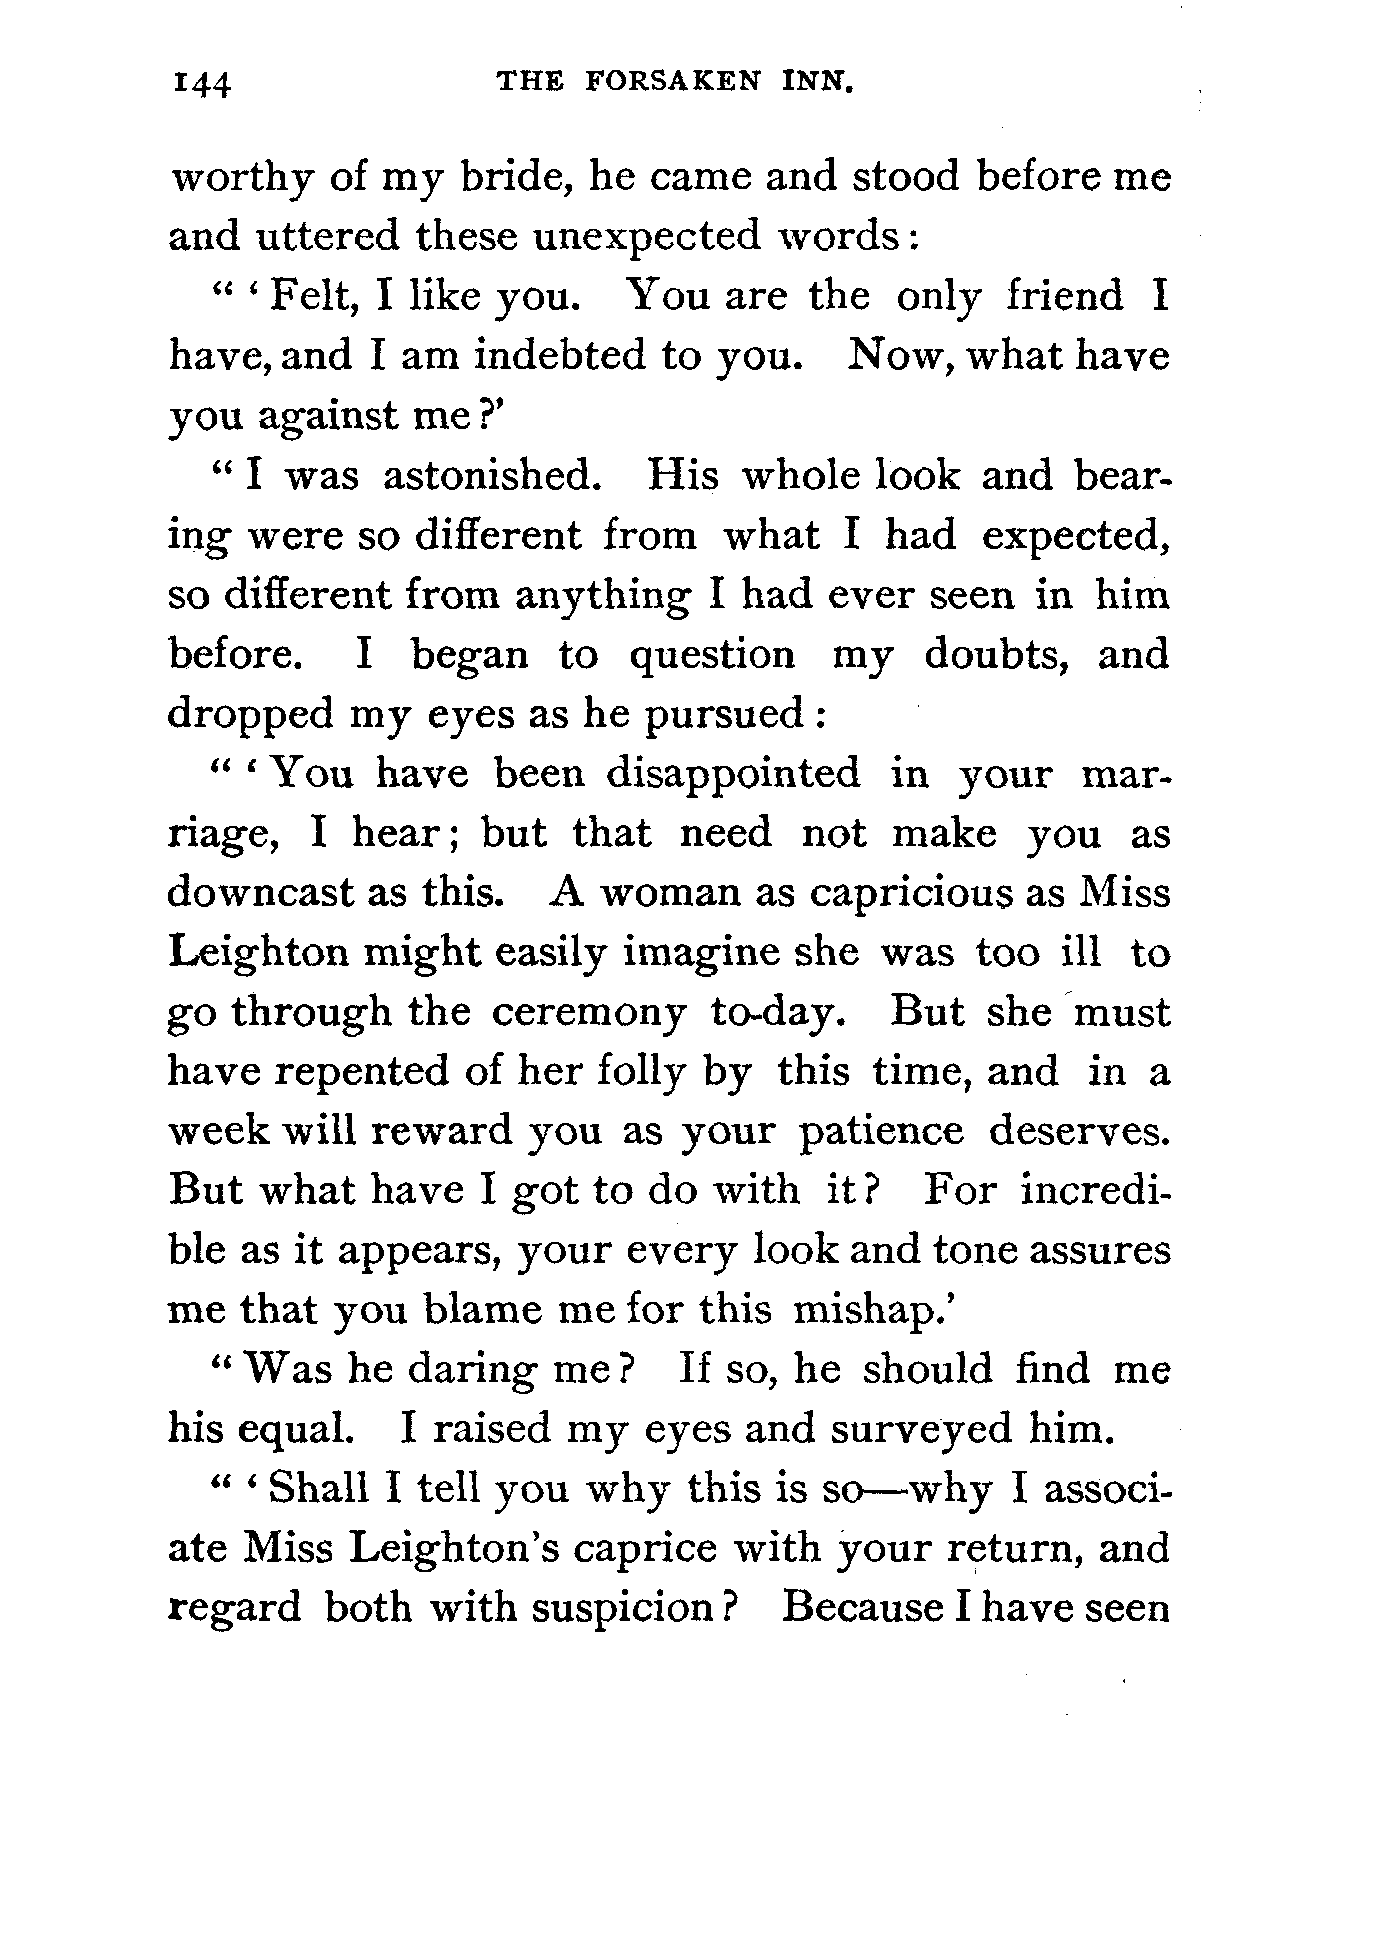 144 THE FORSAKEN INN.
worthy of my bride, he came and stood before me
and uttered these unexpected words :
“ ‘ Felt, I like you. You are the only friend I
have, and I am indebted to you. Now, what have
you against me ?’
“ I was astonished. His whole look and bear-
ing were so different from what I had expected,
so different from anything I had ever seen in him
before. I began to question my doubts, and
dropped my eyes as he pursued :
“ ‘ You have been disappointed in your mar-
riage, I hear ; but that need not make you as
downcast as this. A woman as capricious as Miss
Leighton might easily imagine she was too ill to
go through the ceremony to-day. But she must
have repented of her folly by this time, and in a
week will reward you as your patience deserves.
But what have I got to do with it ? For incredi-
ble as it appears, your every look and tone assures
me that you blame me for this mishap.’
“ Was he daring me ? If so, he should find me
his equal. I raised my eyes and surveyed him.
“ ‘ Shall I tell you why this is so—why I associ-
ate Miss Leighton’s caprice with your return, and
regard both with suspicion ? Because I have seen